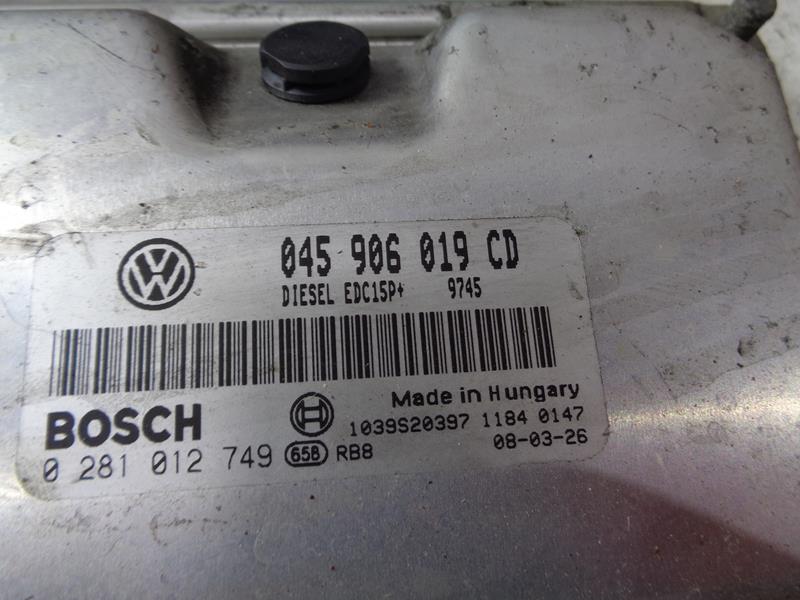 045 906 019 CD
DIESEL EDC15P+ 9745
Made in Hungary
BOSCH
1039S20397 1184 0147
0 281 012 749 658 RB8 08-03-26